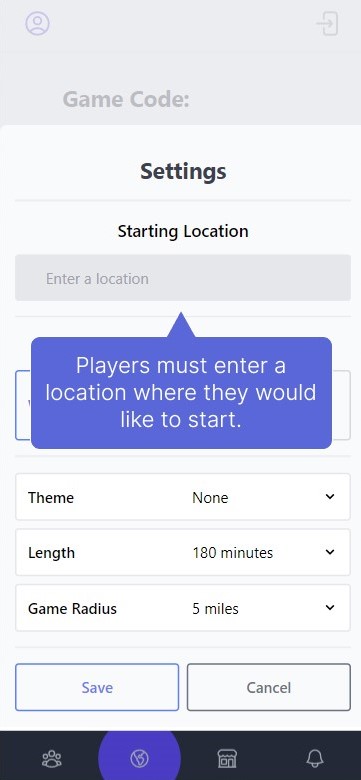 Game Code:
Settings
Starting Location
Enter a location
Players must enter a
location where they would
like to start.
Theme None
Length 180 minutes
Game Radius 5 miles
Save Cancel